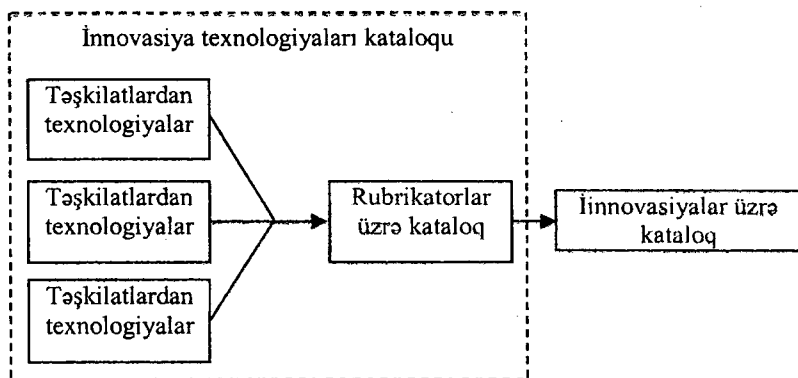 İnnovasiya texnologiyaları kataloqu
Təşkilatlardan
texnologiyalar
Təşkilatlardan
texnologiyalar
Təşkilatlardan
texnologiyalar
Rubrikatorlar
üzrə kataloq
İinnovasiyalar üzrə
kataloq